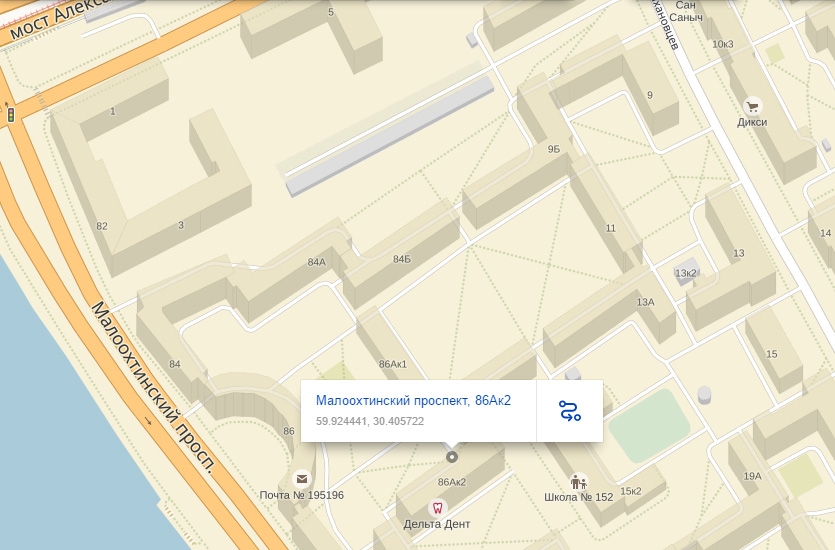 мост Алекса
5
Сан
Саныч
хановцев
10к3
9
1
Дикси
9Б
82
3
11
14
84А
84Б
13
13к2
13А
Малоохтинский просп.
84
86Ак1
15
Малоохтинский проспект, 86Ак2
59.924441, 30.405722
86
19А
86Ак2
15к2
Почта № 195196
Школа № 152
Дельта Дент